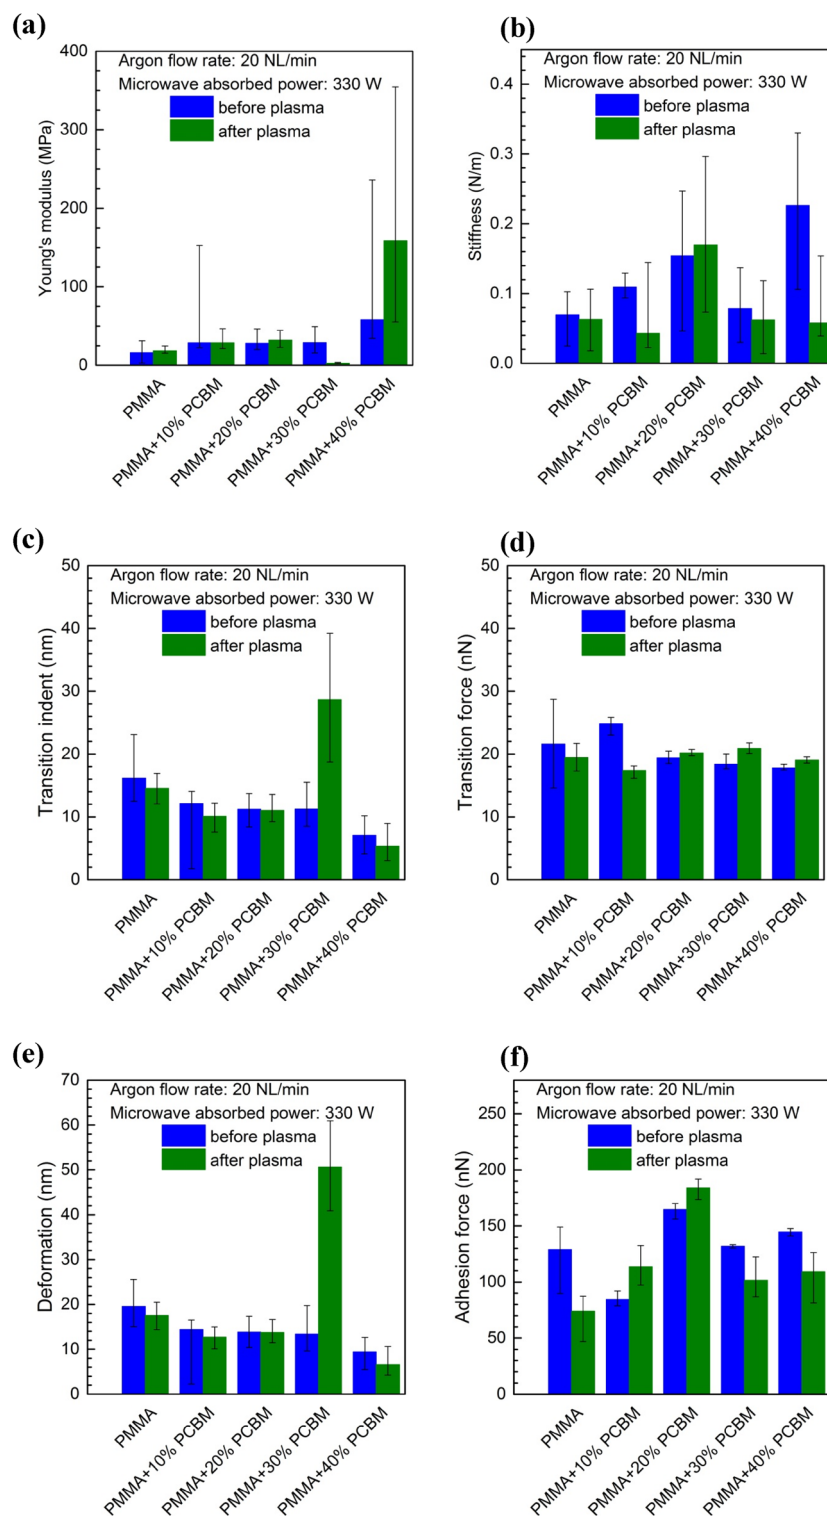 (a)
400
300
200
100
0
Young's modulus (MPa)
Argon flow rate: 20 NL/min
Microwave absorbed power: 330 W
before plasma
after plasma
PMMA
PMMA+10% PCBM
PMMA+20% PCBM
PMMA+30% PCBM
PMMA+40% PCBM
(b)
0.4
0.3
0.2
0.1
0.0
Stiffness (N/m)
Argon flow rate: 20 NL/min
Microwave absorbed power: 330 W
before plasma
after plasma
PMMA
PMMA+10% PCBM
PMMA+20% PCBM
PMMA+30% PCBM
PMMA+40% PCBM
(c)
50
40
30
20
10
0
Transition indent (nm)
Argon flow rate: 20 NL/min
Microwave absorbed power: 330 W
before plasma
after plasma
PMMA
PMMA+10% PCBM
PMMA+20% PCBM
PMMA+30% PCBM
PMMA+40% PCBM
(d)
50
40
30
20
10
0
Transition force (nN)
Argon flow rate: 20 NL/min
Microwave absorbed power: 330 W
before plasma
after plasma
PMMA
PMMA+10% PCBM
PMMA+20% PCBM
PMMA+30% PCBM
PMMA+40% PCBM
(e)
70
60
50
40
30
20
10
0
Deformation (nm)
Argon flow rate: 20 NL/min
Microwave absorbed power: 330 W
before plasma
after plasma
PMMA
PMMA+10% PCBM
PMMA+20% PCBM
PMMA+30% PCBM
PMMA+40% PCBM
(f)
250
200
150
100
50
0
Adhesion force (nN)
Argon flow rate: 20 NL/min
Microwave absorbed power: 330 W
before plasma
after plasma
PMMA
PMMA+10% PCBM
PMMA+20% PCBM
PMMA+30% PCBM
PMMA+40% PCBM